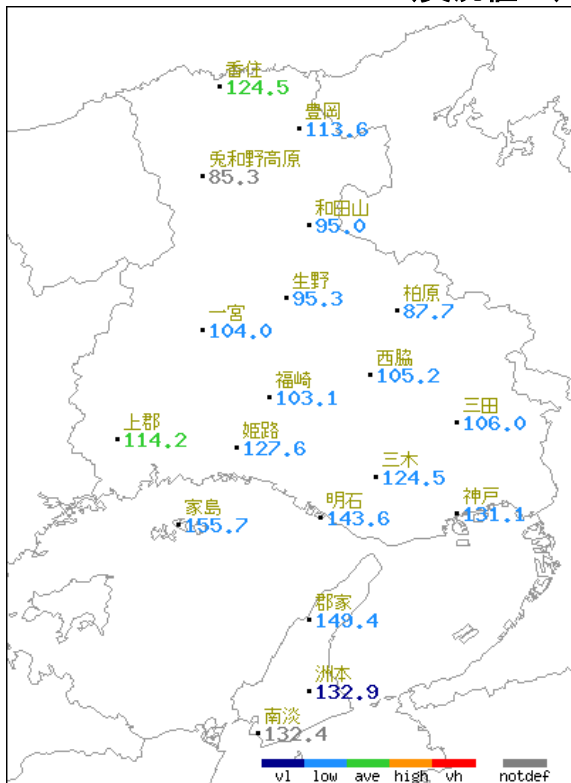 香住
124.5
豊岡
113.6
兎和野高原
85.3
和田山
95.0
生野
95.3
柏原
87.7
一宮
104.0
西脇
105.2
福崎
103.1
三田
106.0
上郡
114.2
姫路
127.6
三木
124.5
家島
155.7
明石
143.6
神戸
131.1
郡家
149.4
洲本
132.9
南淡
132.4
vl low ave high vh notdef